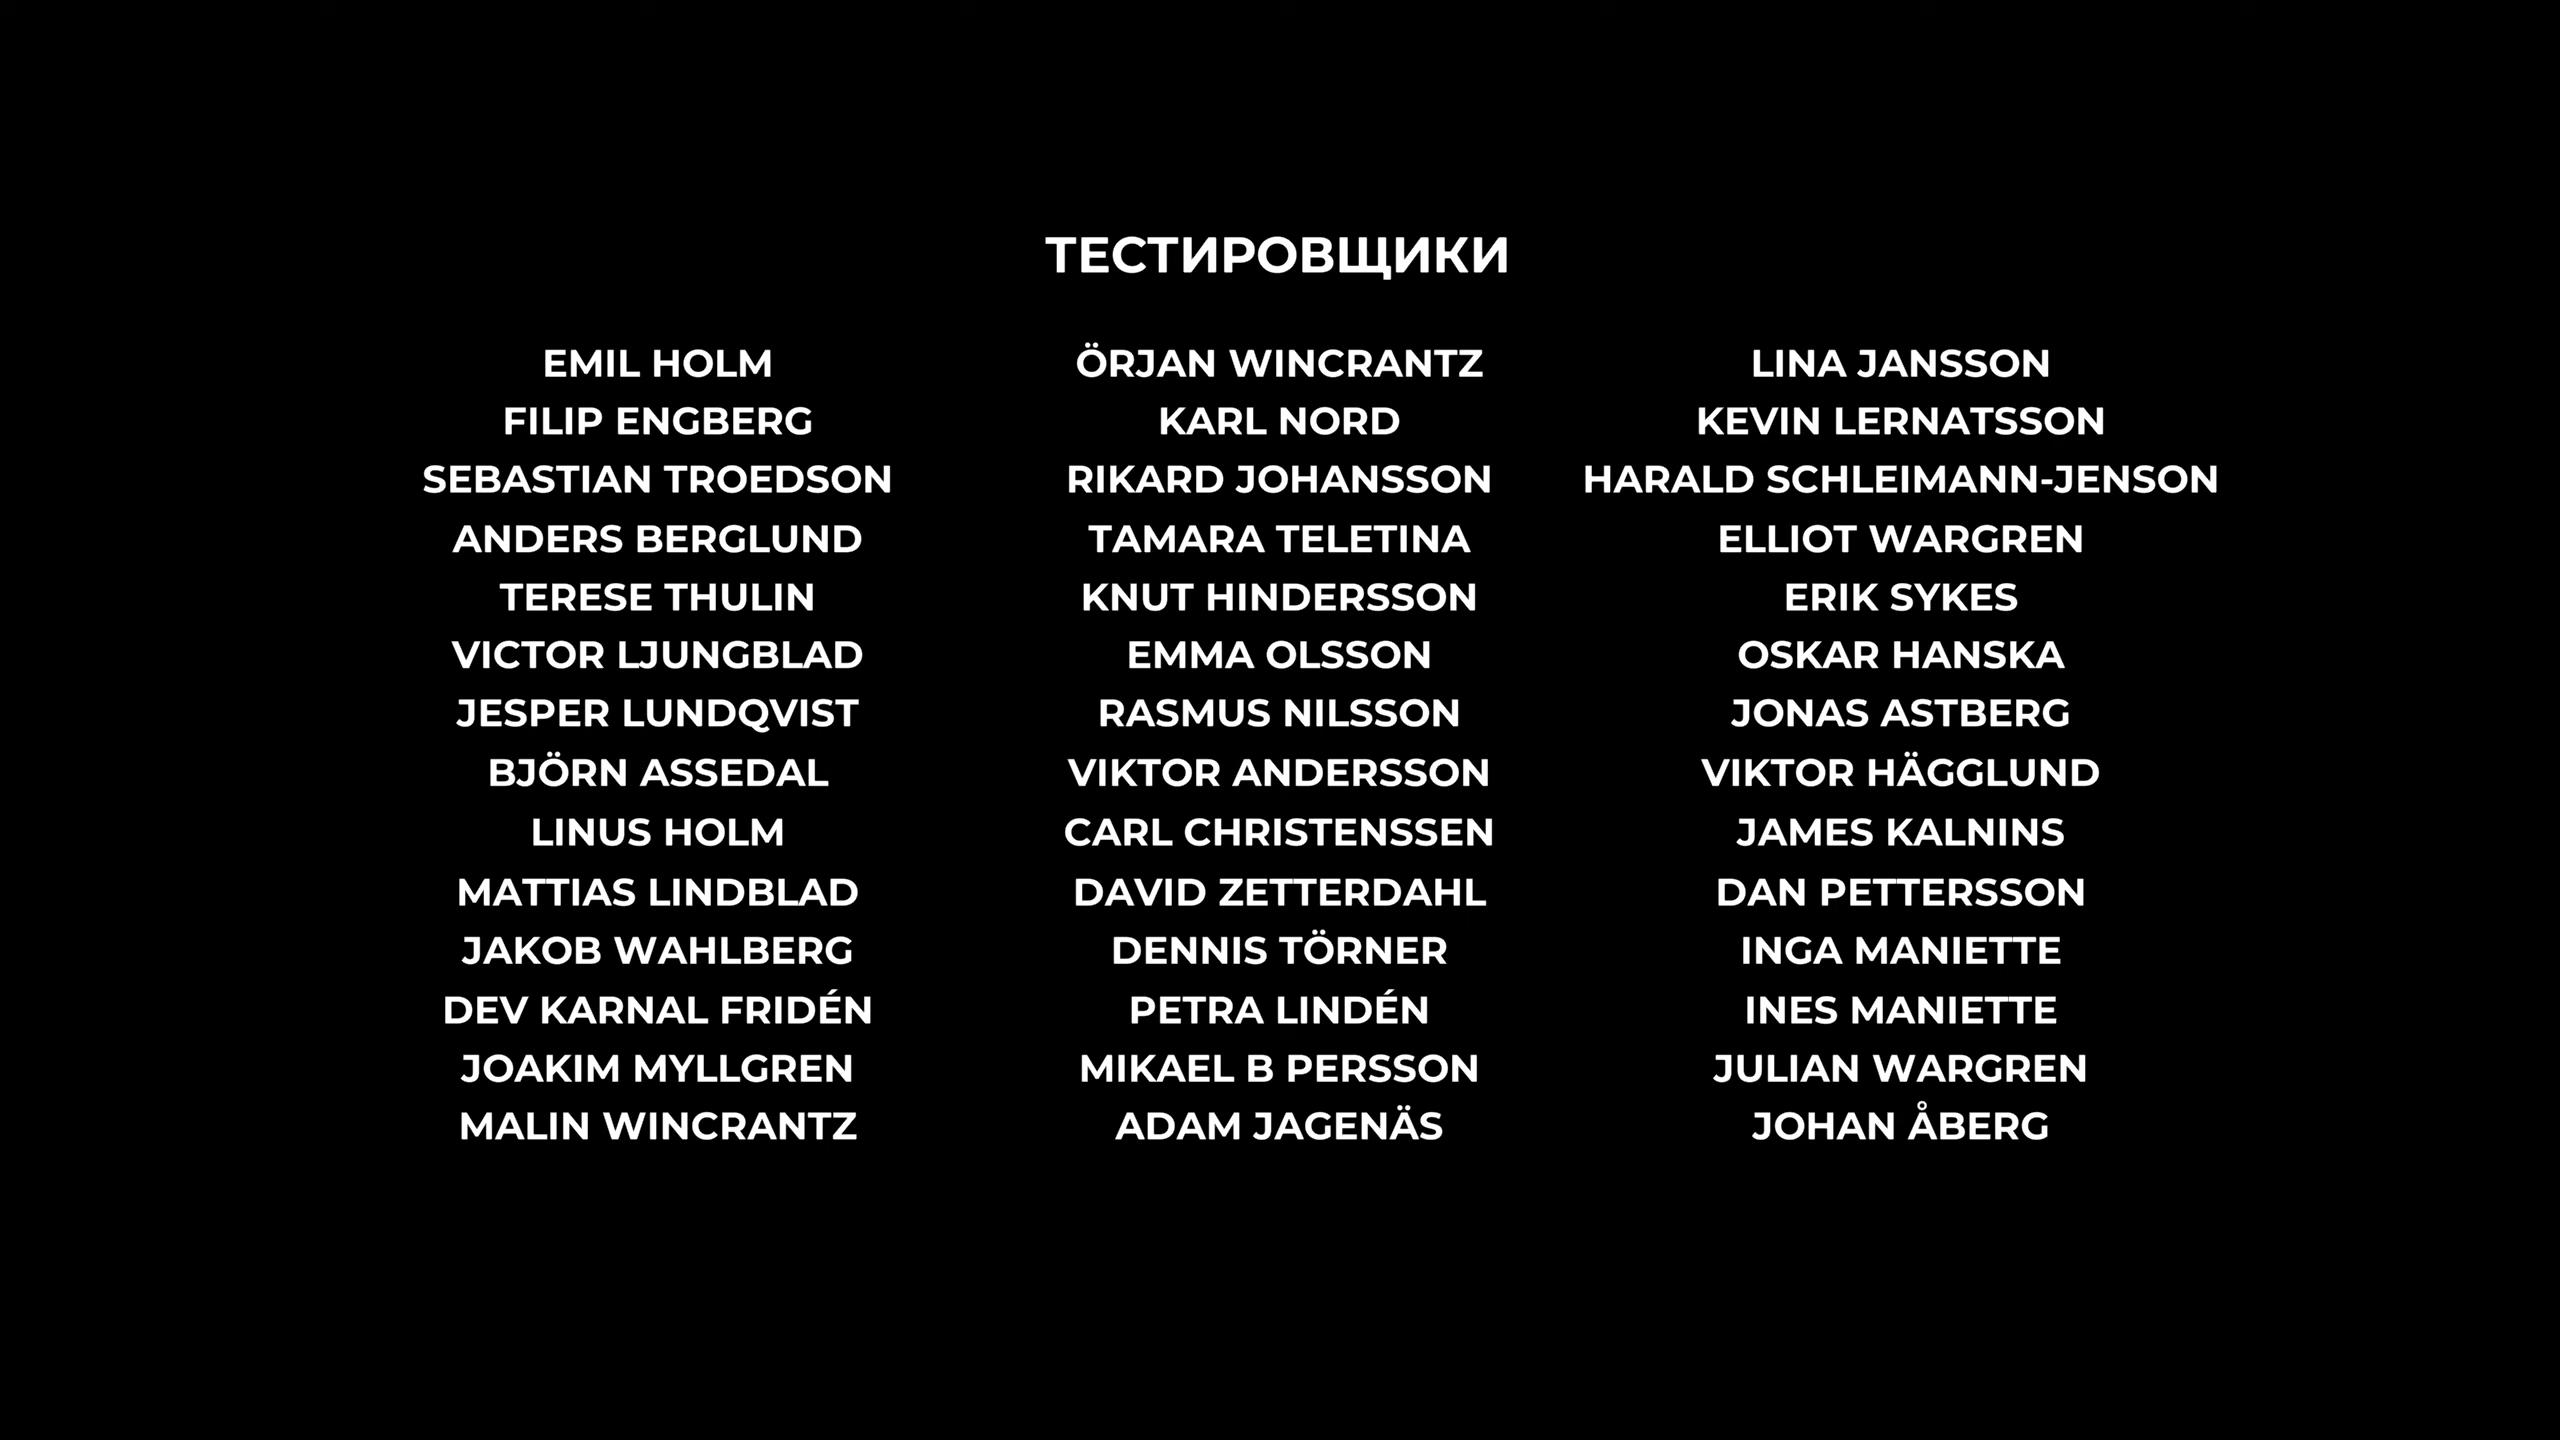 ТЕСТИРОВЩИКИ
EMIL HOLM
FILIP ENGBERG
SEBASTIAN TROEDSON
ANDERS BERGLUND
TERESE THULIN
VICTOR LJUNGBLAD
JESPER LUNDQVIST
BJÖRN ASSEDAL
LINUS HOLM
MATTIAS LINDBLAD
JAKOB WAHLBERG
DEV KARNAL FRIDÉN
JOAKIM MYLLGREN
MALIN WINCRANTZ
ÖRJAN WINCRANTZ
KARL NORD
RIKARD JOHANSSON
TAMARA TELETINA
KNUT HINDERSSON
EMMA OLSSON
RASMUS NILSSON
VIKTOR ANDERSSON
CARL CHRISTENSSEN
DAVID ZETTERDAHL
DENNIS TÖRNER
PETRA LINDÉN
MIKAEL B PERSSON
ADAM JAGENÄS
LINA JANSSON
KEVIN LERNATSSON
HARALD SCHLEIMANN-JENSON
ELLIOT WARGREN
ERIK SYKES
OSKAR HANSKA
JONAS ASTBERG
VIKTOR HÄGGLUND
JAMES KALNINS
DAN PETTERSSON
INGA MANIETTE
INES MANIETTE
JULIAN WARGREN
JOHAN ÅBERG